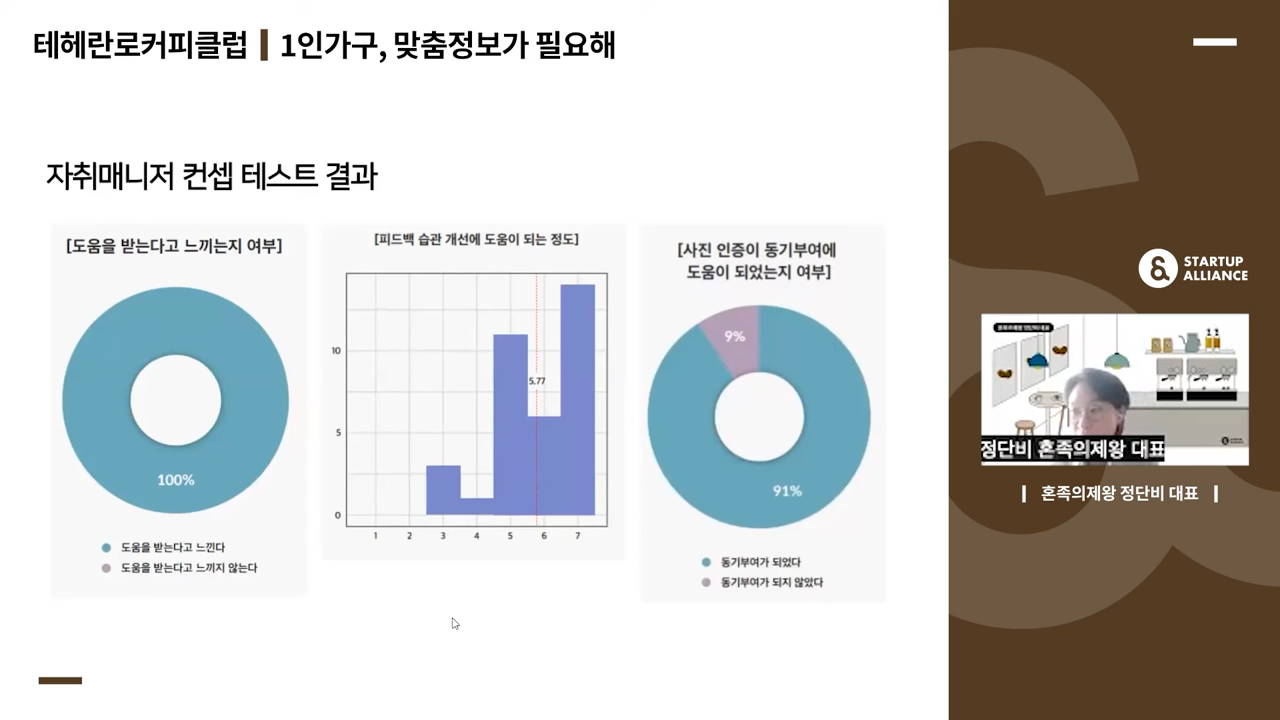 테헤란로커피클럽 | 1인가구, 맞춤정보가 필요해
자취매니저 컨셉 테스트 결과
[도움을 받는다고 느끼는지 여부]
100%
도움을 받는다고 느낀다
도움을 받는다고 느끼지 않는다
[피드백 습관 개선에 도움이 되는 정도]
10
5
0
5.77
1 2 3 4 5 6 7
[사진 인증이 동기부여에
도움이 되었는지 여부]
9%
91%
동기부여가 되었다
동기부여가 되지 않았다
STARTUP
ALLIANCE
정단비 혼족의제왕 대표
| 혼족의제왕 정단비 대표 |